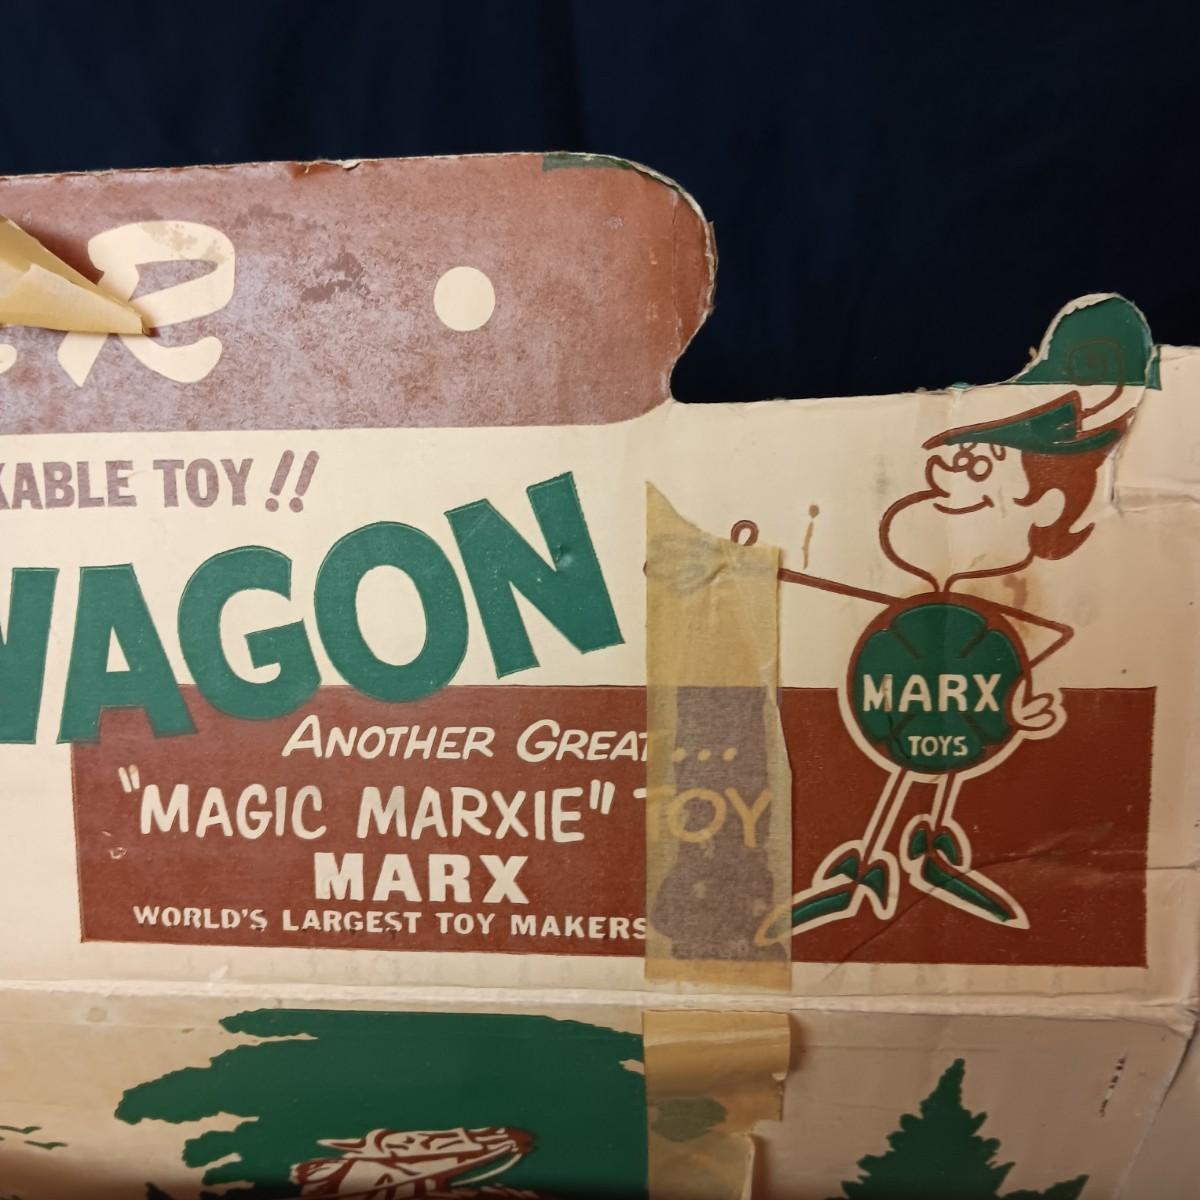 R
KABLE TOY!!
WAGON
ANOTHER GREAT...
"MAGIC MARXIE" TOY
MARX
WORLD'S LARGEST TOY MAKERS
MARX
TOYS